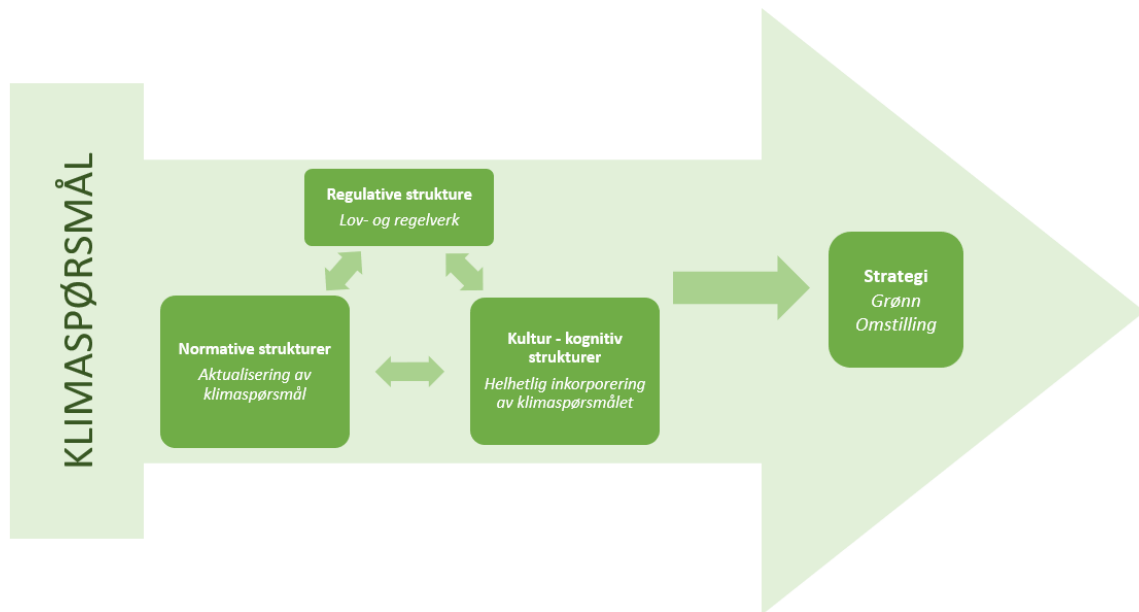 KLIMASPØRSMÅL
Regulative strukture
Lov- og regelverk
Normative strukturer
Aktualisering av
klimaspørsmål
Kultur - kognitiv
strukturer
Helhetlig inkorporering
av klimaspørsmålet
Strategi
Grønn
Omstilling